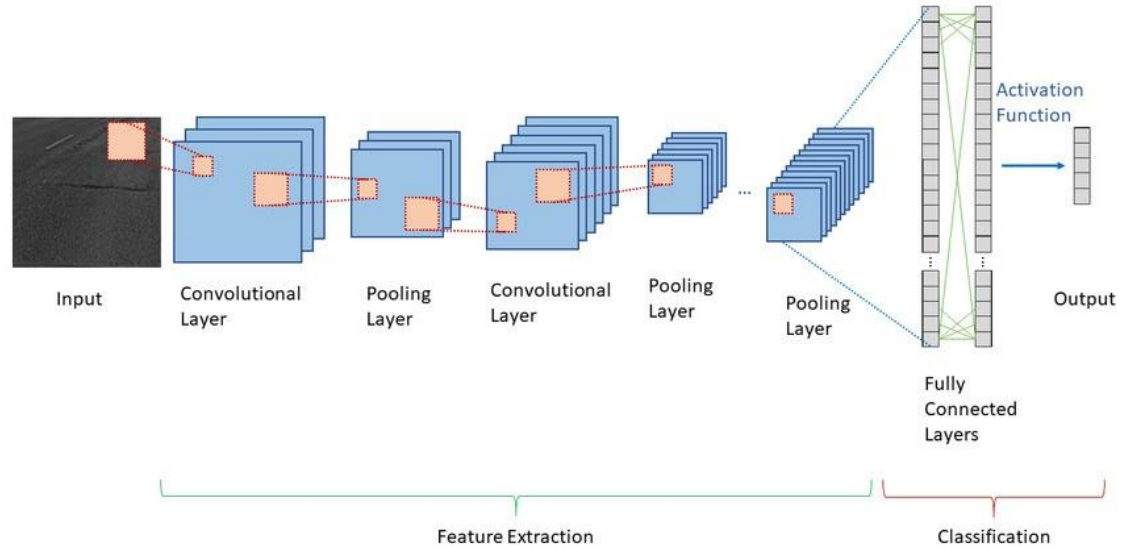 Activation
Function
Input
Convolutional
Layer
Pooling
Layer
Convolutional
Layer
Pooling
Layer
...
Pooling
Layer
Output
Fully
Connected
Layers
Feature Extraction
Classification